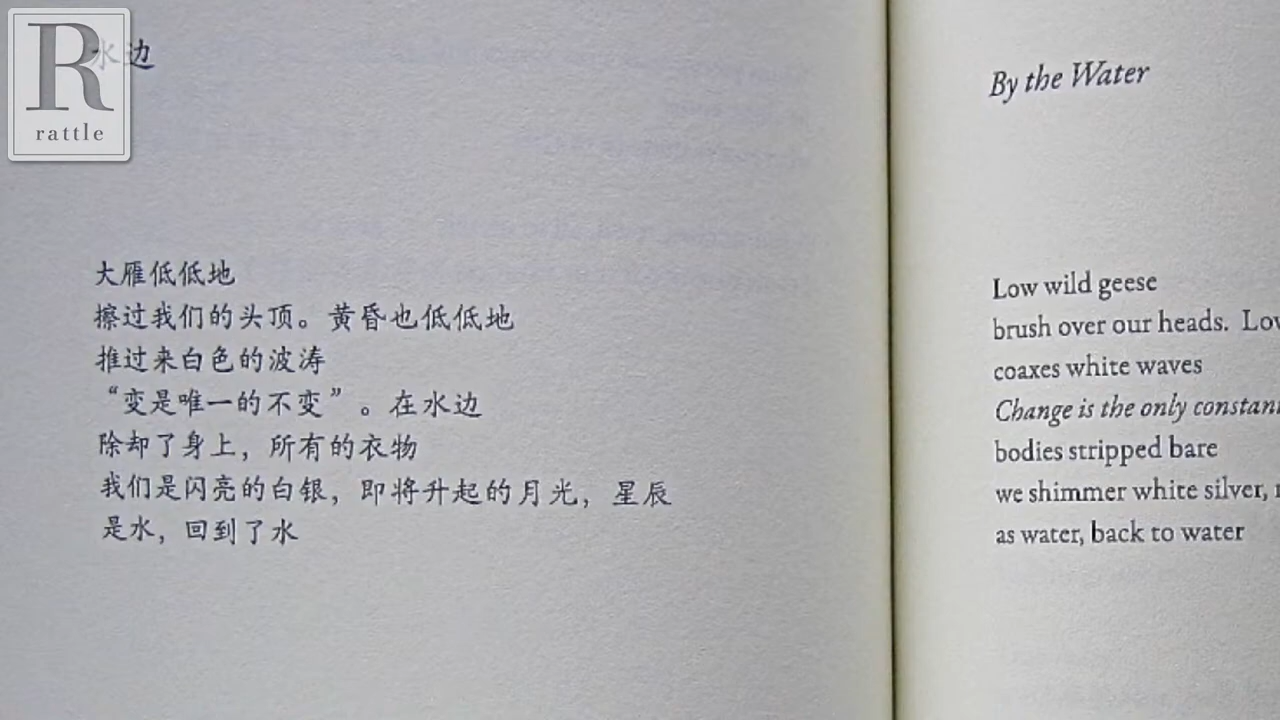 R
rattle
水边
大雁低低地
擦过我们的头顶。黄昏也低低地
推过来白色的波涛
“变是唯一的不变”。在水边
除却了身上，所有的衣物
我们是闪亮的白银，即将升起的月光，星辰
是水，回到了水
By the Water
Low wild geese
brush over our heads. Lov
coaxes white waves
Change is the only constan
bodies stripped bare
we shimmer white silver,
as water, back to water